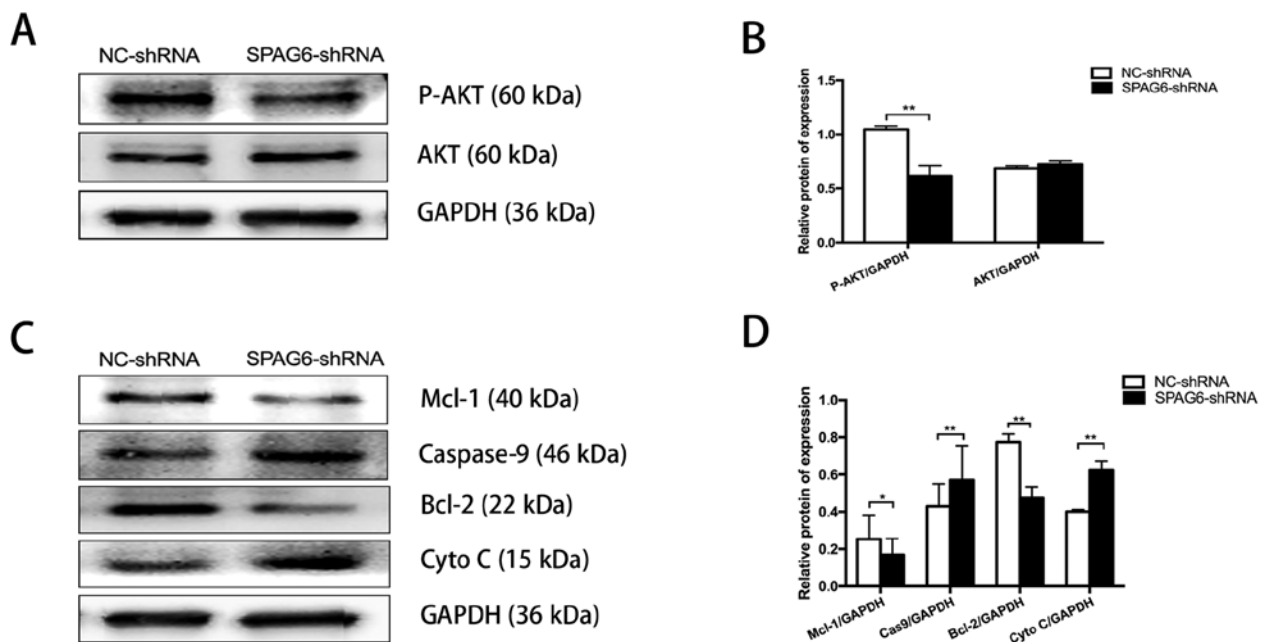 A
NC-shRNA SPAG6-shRNA
P-AKT (60 kDa)
AKT (60 kDa)
GAPDH (36 kDa)
B
NC-shRNA
SPAG6-shRNA
Relative protein of expression
1.5
1.0
0.5
0.0
**
P-AKT/GAPDH
AKT/GAPDH
C
NC-shRNA SPAG6-shRNA
Mcl-1 (40 kDa)
Caspase-9 (46 kDa)
Bcl-2 (22 kDa)
Cyto C (15 kDa)
GAPDH (36 kDa)
D
NC-shRNA
SPAG6-shRNA
Relative protein of expression
1.0
0.8
0.6
0.4
0.2
0.0
*
**
**
**
Mcl-1/GAPDH
Cas9/GAPDH
Bcl-2/GAPDH
Cyto C/GAPDH